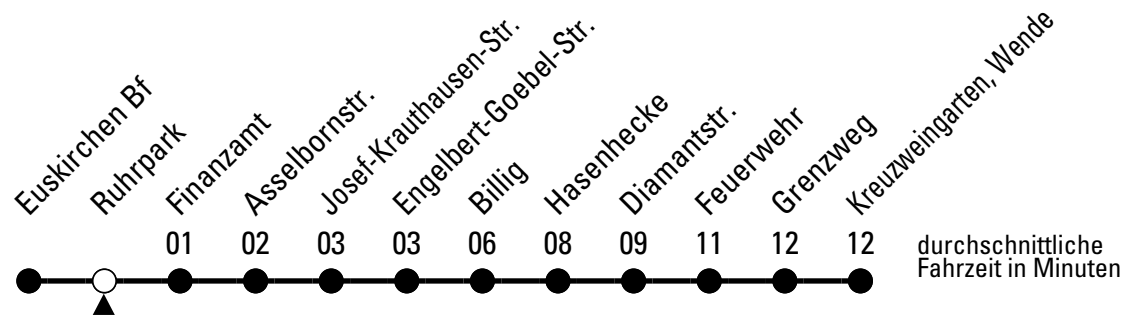 Euskirchen Bf
Ruhrpark
Finanzamt
Asselbornstr.
Josef-Krauthausen-Str.
Engelbert-Goebel-Str.
Billig
Hasenhecke
Diamantstr.
Feuerwehr
Grenzweg
Kreuzweingarten, Wende
01 02 03 03 06 08 09 11 12 12
durchschnittliche
Fahrzeit in Minuten